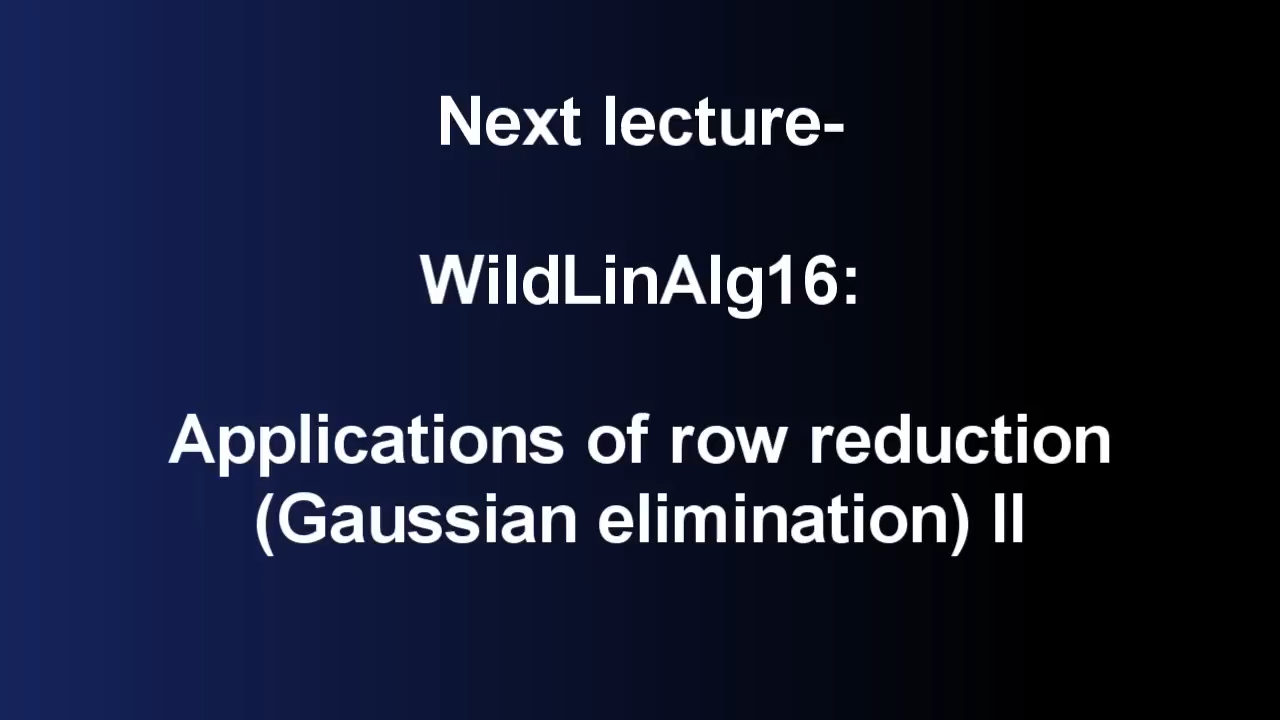 Next lecture-
WildLinAlg16:
Applications of row reduction
(Gaussian elimination) II